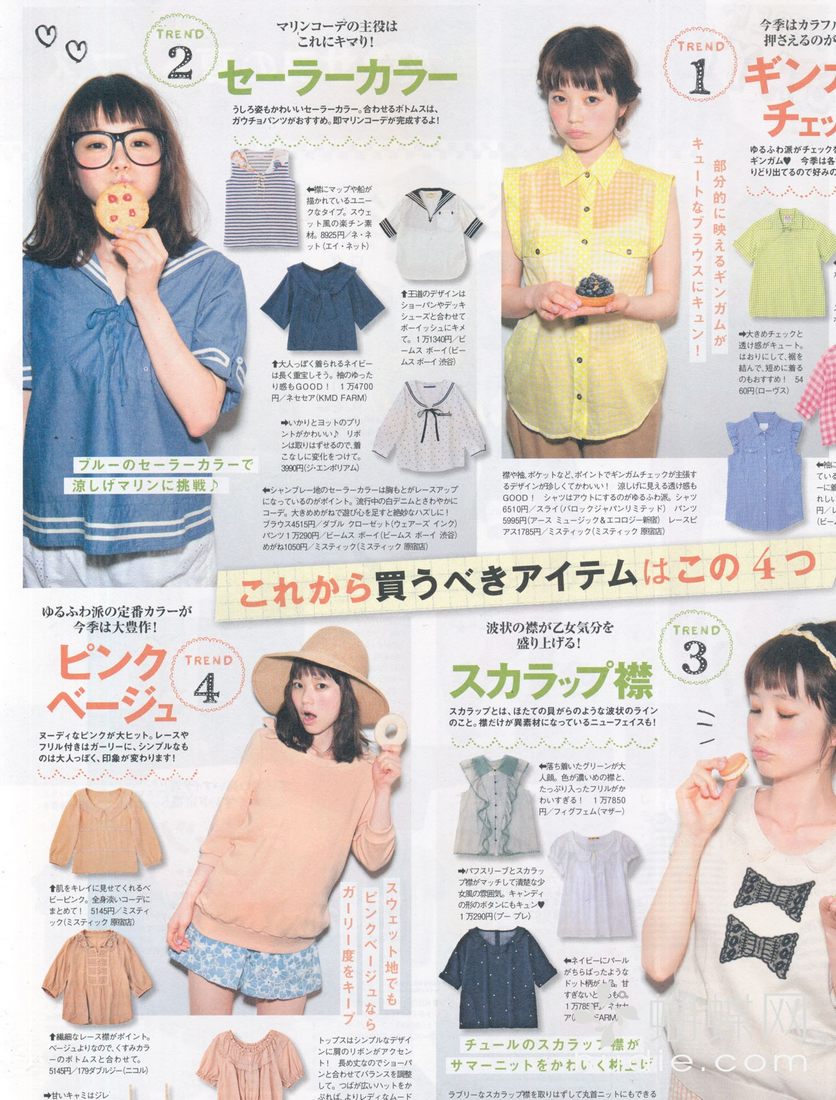 TREND
2
マリンコーデの主役は
これにキマり!
セーラーカラー
うしろ姿もかわいいセーラーカラー。合わせるボトムスは、
ガウチョパンツがおすすめ。即マリンコーデが完成するよ!
⬅襟にマップや船が
描かれているユニー
クなタイプ。スウェ
ット風の楽チン素
材。8925円/ネ・ネ
ット(エイ・ネット)
⬆王道のデザインは
ショーパンやデッキ
シューズと合わせて
ボーイッシュにキメ
て。1万1340円/ビ
ームス ボーイ(ビー
ムス ボーイ 渋谷)
⬆大人っぽく着られるネイビー
は長く重宝しそう。袖のゆった
り感もGOOD! 1万4700
円/ネセセア(KMD FARM)
➡いかりとヨットのプリ
ントがかわいい♪ リボ
ンは取りはずせるので、着
こなしに変化をつけて。
3990円(ジ・エンポリアム)
ブルーのセーラーカラーで
涼しげマリンに挑戦♪
⬅シャンブレー地のセーラーカラーは胸もとがレースアップ
になっているのがポイント。流行中の白デニムとさわやかに
コーデ。大きめめがねで遊び心を足すと絶妙なハズしに!
ブラウス4515円/ダブル クローゼット(ウェアーズ インク)
パンツ1万290円/ビームス ボーイ(ビームス ボーイ 渋谷)
めがね1050円/ミスティック(ミスティック 原宿店)
TREND
1
今季はカラフル
押さえるのが
ギンガ
チェッ
ゆるふわ派がチェックを
ギンガム♥ 今季は各
りどり出てるので好みの
部分的に映えるギンガムが
キュートなブラウスにキュン!
➡大きめチェックと
透け感がキュート。
はおりにして、裾を
結んで、短めに着る
のもおすすめ! 54
60円(ローヴス)
襟や袖、ポケットなど、ポイントでギンガムチェックが主張す
るデザインが珍しくてかわいい! 涼しげに見える透け感も
GOOD! シャツはアウトにするのがゆるふわ派。シャツ
6510円/スライ(バロックジャパンリミテッド) パンツ
5995円(アース ミュージック&エコロジー新宿) レースピ
アス1785円/ミスティック(ミスティック 原宿店)
これから買うべきアイテムはこの4つ
ゆるふわ派の定番カラーが
今季は大豊作!
ピンク
ベージュ
TREND
4
ヌーディなピンクが大ヒット。レースや
フリル付きはガーリーに、シンプルなも
のは大人っぽく、印象が変わります!
⬆肌をキレイに見せてくれるベ
ビーピンク。全身淡いコーデに
まとめて! 5145円/ミスティ
ック(ミスティック 原宿店)
スウェット地でも
ピンクベージュなら
ガーリー度をキープ
⬆繊細なレース襟がポイント。
ベージュよりなので、くすみカラ
ーのボトムスと合わせて。
5145円/179ダブルジー(ニコル)
トップスはシンプルなデザイン
に肩のリボンがアクセン
ト! 長め丈なのでショーパ
ンと合わせてバランスを調整
して。つばが広いハットをか
ぶれば、よりレディなムード
➡甘いキャミはジレ
波状の襟が乙女気分を
盛り上げる!
スカラップ襟
TREND
3
スカラップとは、ほたての貝がらのような波状のライン
のこと。襟だけが異素材になっているニューフェイスも!
⬅落ち着いたグリーンが大
人顔。色が濃いめの襟と、
たっぷり入ったフリルがか
わいすぎる! 1万7850
円/フィグフェム(マザー)
➡パフスリーブとスカラッ
プ襟がマッチして清楚な少
女風の雰囲気。キャンディ
の形のボタンにもキュン♥
1万290円(ブー プレ)
⬅ネイビーにパール
がちらばったような
ドット柄が
チュールのスカラップ襟が
サマーニットをかわいく
ラブリーなスカラップ襟を取りはずして丸首ニットにもできる